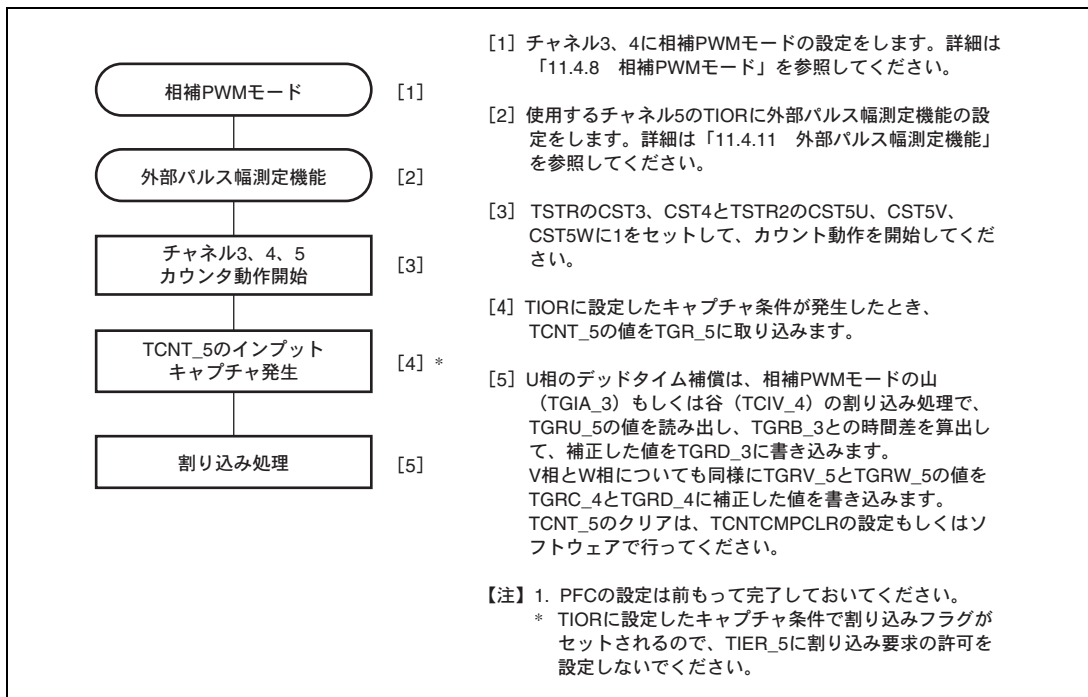 相補PWMモード [1]
外部パルス幅測定機能 [2]
チャネル3、4、5
カウンタ動作開始 [3]
TCNT_5のインプット
キャプチャ発生 [4] *
割り込み処理 [5]
[1] チャネル3、4に相補PWMモードの設定をします。詳細は
「11.4.8 相補PWMモード」を参照してください。
[2] 使用するチャネル5のTIORに外部パルス幅測定機能の設
定をします。詳細は「11.4.11 外部パルス幅測定機能」
を参照してください。
[3] TSTRのCST3、CST4とTSTR2のCST5U、CST5V、
CST5Wに1をセットして、カウント動作を開始してくだ
さい。
[4] TIORに設定したキャプチャ条件が発生したとき、
TCNT_5の値をTGR_5に取り込みます。
[5] U相のデッドタイム補償は、相補PWMモードの山
（TGIA_3）もしくは谷（TCIV_4）の割り込み処理で、
TGRU_5の値を読み出し、TGRB_3との時間差を算出し
て、補正した値をTGRD_3に書き込みます。
V相とW相についても同様にTGRV_5とTGRW_5の値を
TGRC_4とTGRD_4に補正した値を書き込みます。
TCNT_5のクリアは、TCNTCMPCLRの設定もしくはソ
フトウェアで行ってください。
【注】1. PFCの設定は前もって完了しておいてください。
* TIORに設定したキャプチャ条件で割り込みフラグが
セットされるので、TIER_5に割り込み要求の許可を
設定しないでください。